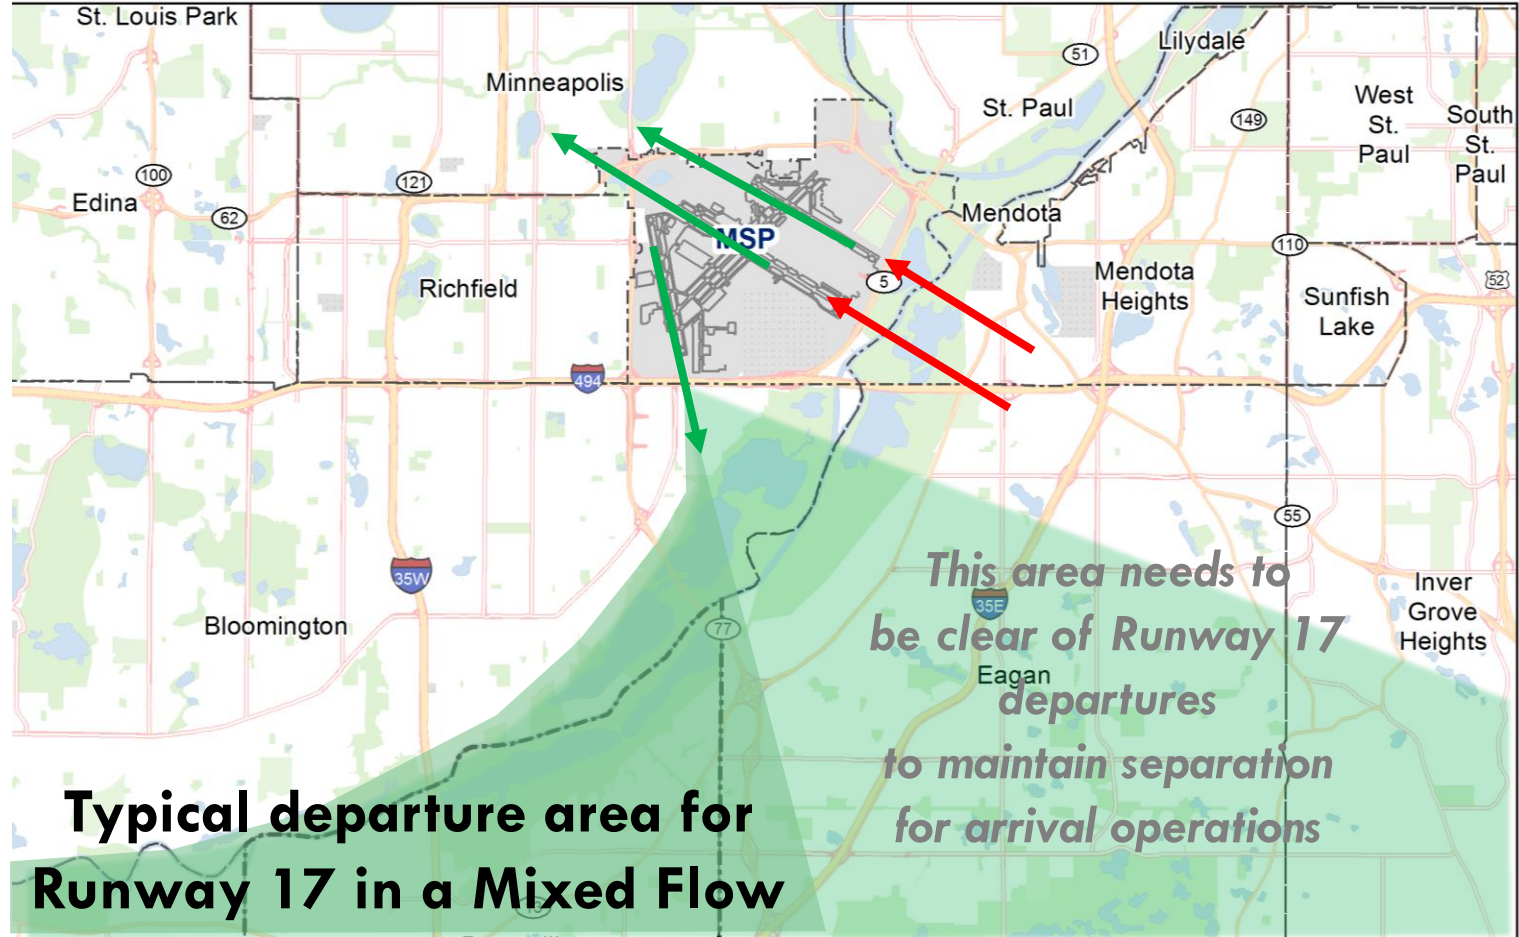 St. Louis Park
Minneapolis
Lilydale
51
St. Paul
149
West
St.
Paul
South
St.
Paul
100
121
Edina
62
Mendota
MSP
110
Richfield
5
Mendota
Heights
Sunfish
Lake
52
494
55
35W
This area needs to
35E
be clear of Runway 17
Inver
Grove
Heights
Bloomington
77
Eagan
departures
to maintain separation
for arrival operations
Typical departure area for
Runway 17 in a Mixed Flow